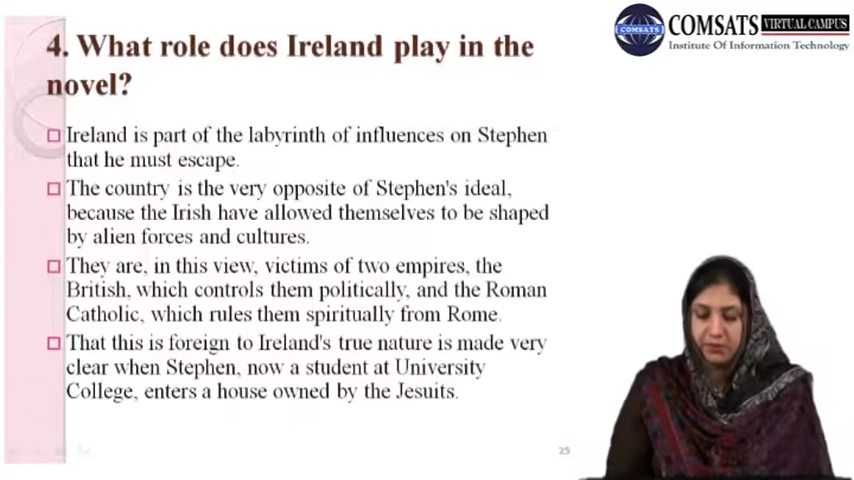 COMSATS VIRTUAL CAMPUS
COMSATS
Institute Of Information Technology
4. What role does Ireland play in the
novel?
Ireland is part of the labyrinth of influences on Stephen
that he must escape.
The country is the very opposite of Stephen's ideal,
because the Irish have allowed themselves to be shaped
by alien forces and cultures.
They are, in this view, victims of two empires, the
British, which controls them politically, and the Roman
Catholic, which rules them spiritually from Rome.
That this is foreign to Ireland's true nature is made very
clear when Stephen, now a student at University
College, enters a house owned by the Jesuits.
25